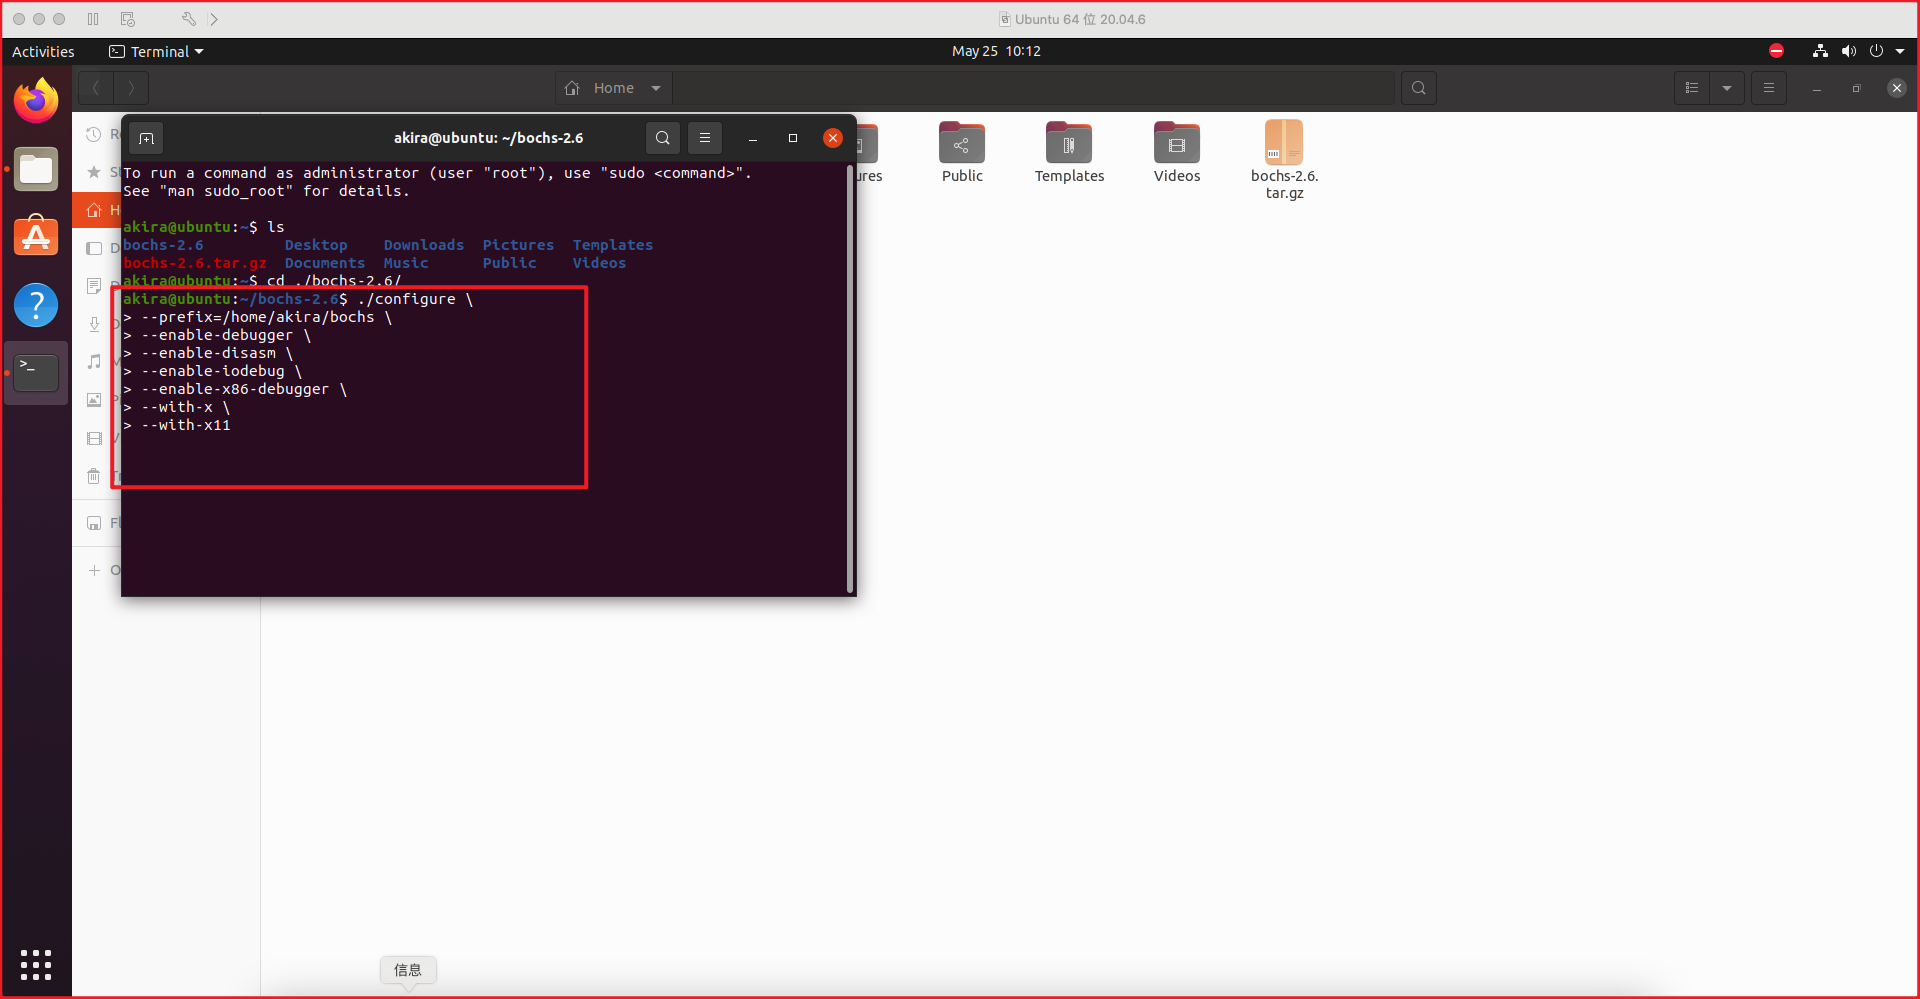 Ubuntu 64 位 20.04.6
Activities
Terminal
May 25 10:12
Home
akira@ubuntu: ~/bochs-2.6
To run a command as administrator (user "root"), use "sudo <command>".
See "man sudo_root" for details.
akira@ubuntu:~$ ls
bochs-2.6 Desktop Downloads Pictures Templates
bochs-2.6.tar.gz Documents Music Public Videos
akira@ubuntu:~$ cd ./bochs-2.6/
akira@ubuntu:~/bochs-2.6$ ./configure \
> --prefix=/home/akira/bochs \
> --enable-debugger \
> --enable-disasm \
> --enable-iodebug \
> --enable-x86-debugger \
> --with-x \
> --with-x11
ures
Public
Templates
Videos
bochs-2.6.
tar.gz
信息